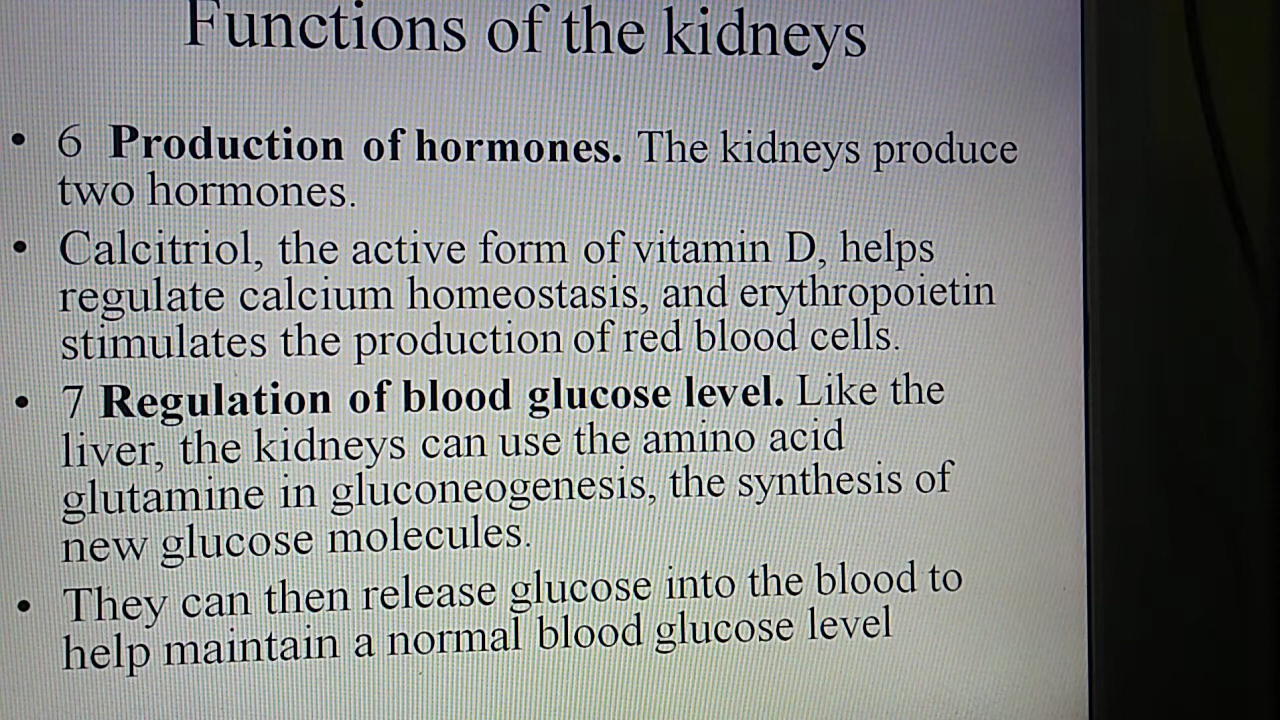 Functions of the kidneys
• 6 Production of hormones. The kidneys produce
two hormones.
• Calcitriol, the active form of vitamin D, helps
regulate calcium homeostasis, and erythropoietin
stimulates the production of red blood cells.
• 7 Regulation of blood glucose level. Like the
liver, the kidneys can use the amino acid
glutamine in gluconeogenesis, the synthesis of
new glucose molecules.
• They can then release glucose into the blood to
help maintain a normal blood glucose level